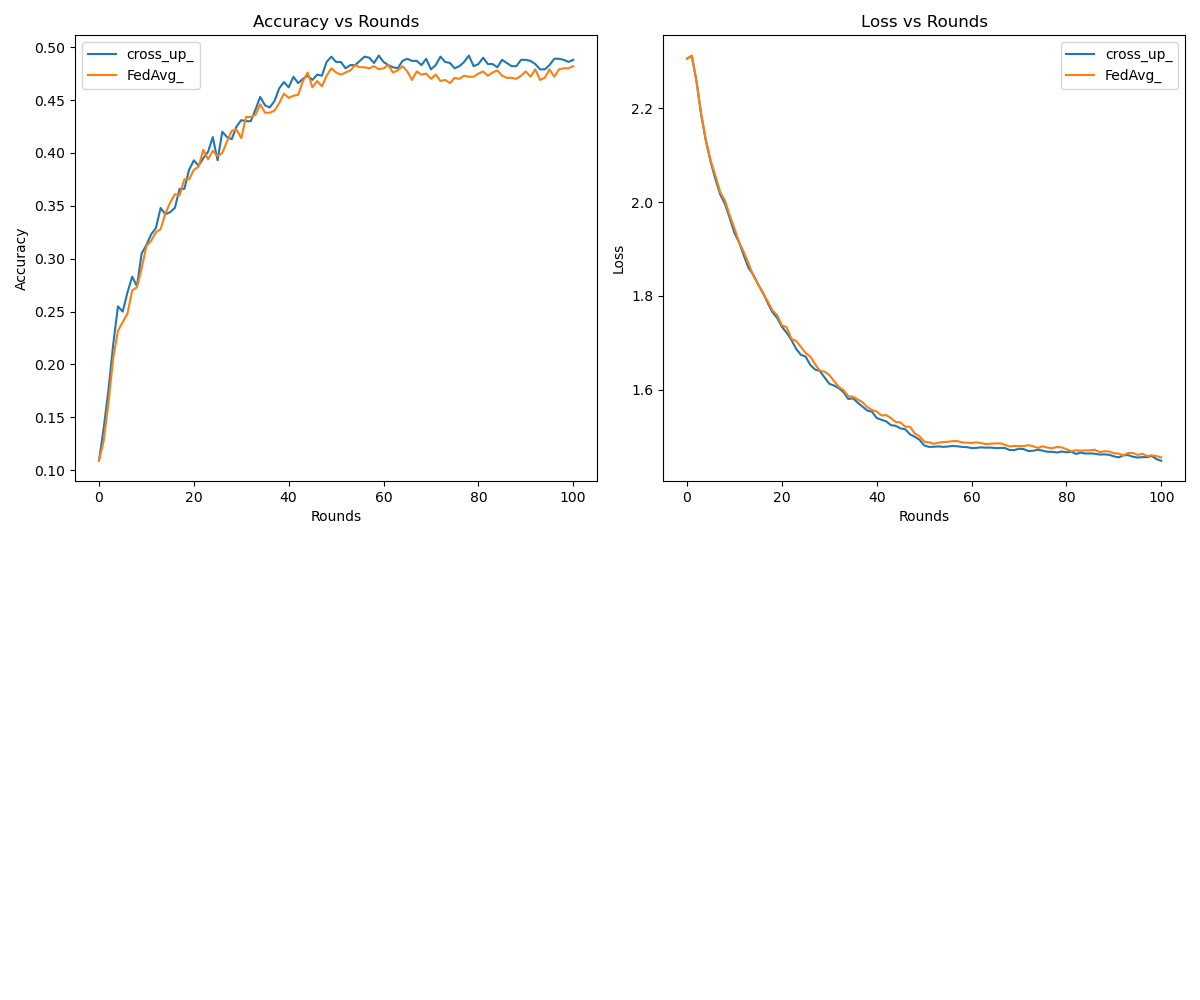 Accuracy vs Rounds
cross_up_
FedAvg_
0.50
0.45
0.40
0.35
0.30
0.25
0.20
0.15
0.10
Accuracy
0 20 40 60 80 100
Rounds
Loss vs Rounds
cross_up_
FedAvg_
2.2
2.0
1.8
1.6
Loss
0 20 40 60 80 100
Rounds